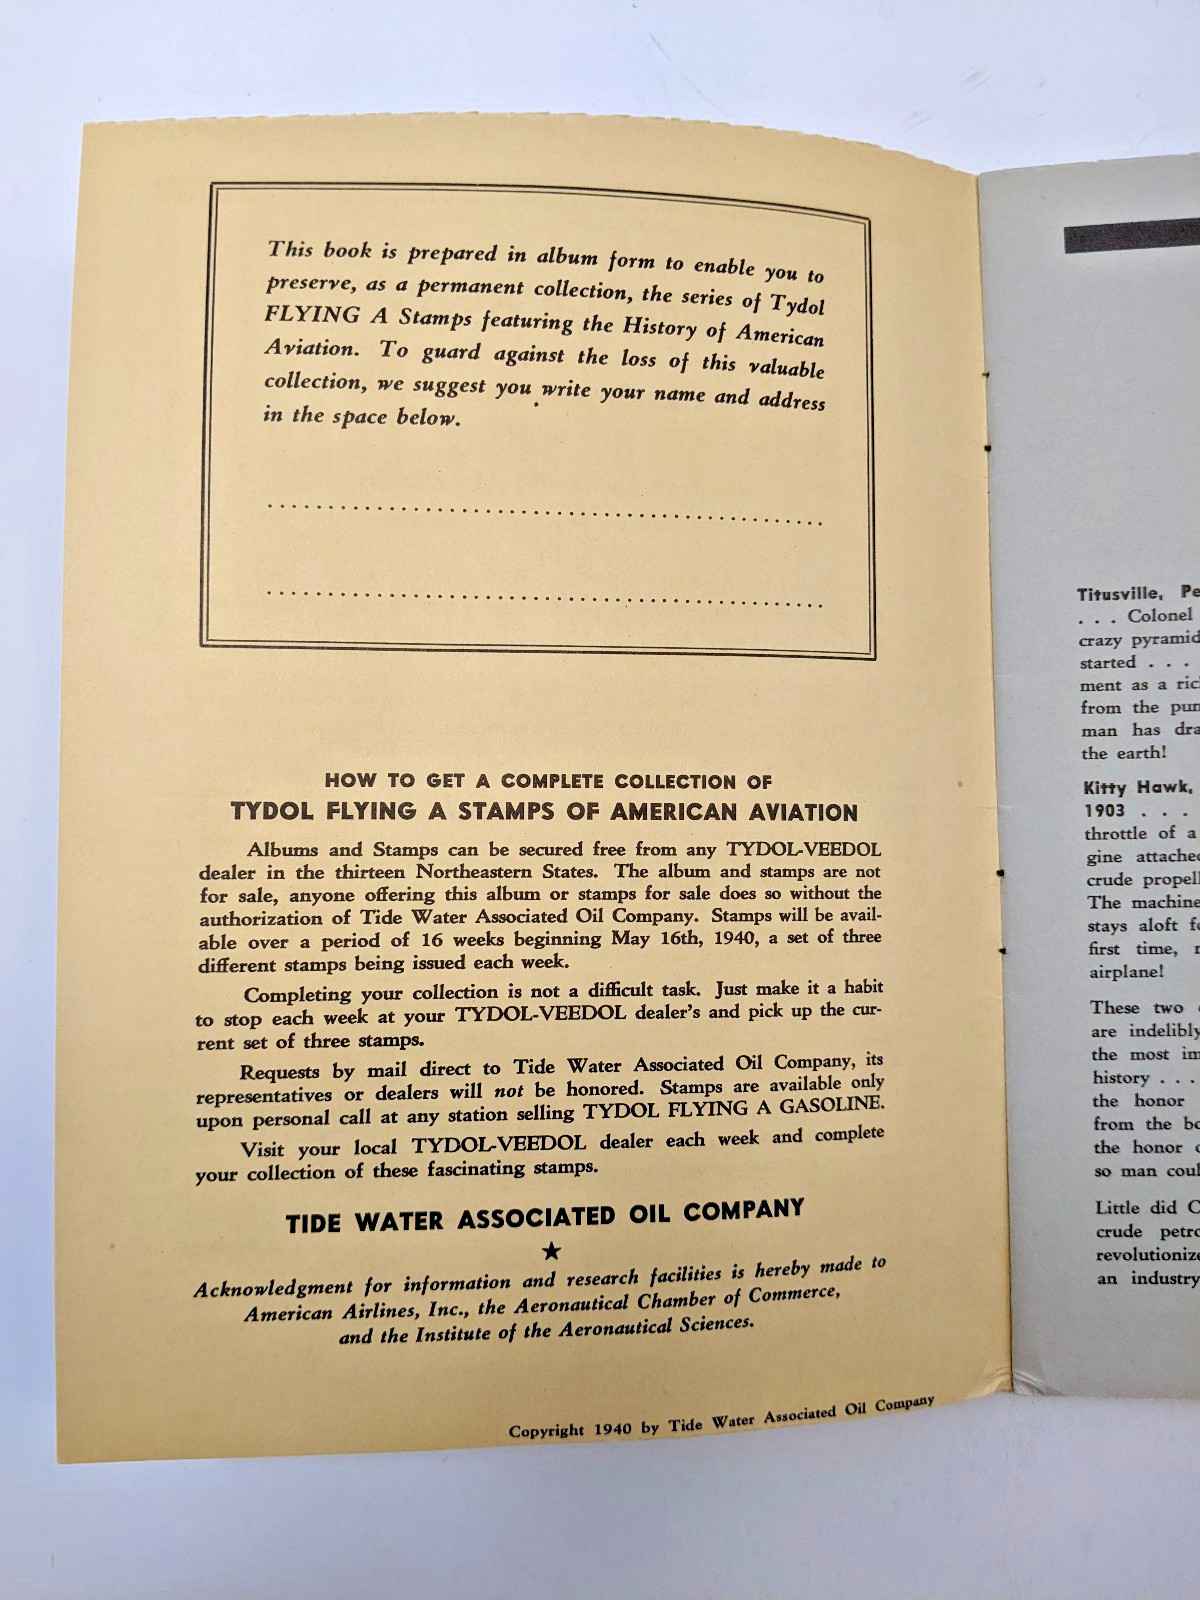 This book is prepared in album form to enable you to
preserve, as a permanent collection, the series of Tydol
FLYING A Stamps featuring the History of American
Aviation. To guard against the loss of this valuable
collection, we suggest you write your name and address
in the space below.
HOW TO GET A COMPLETE COLLECTION OF
TYDOL FLYING A STAMPS OF AMERICAN AVIATION
Albums and Stamps can be secured free from any TYDOL-VEEDOL
dealer in the thirteen Northeastern States. The album and stamps are not
for sale, anyone offering this album or stamps for sale does so without the
authorization of Tide Water Associated Oil Company. Stamps will be avail-
able over a period of 16 weeks beginning May 16th, 1940, a set of three
different stamps being issued each week.
Completing your collection is not a difficult task. Just make it a habit
to stop each week at your TYDOL-VEEDOL dealer's and pick up the cur-
rent set of three stamps.
Requests by mail direct to Tide Water Associated Oil Company, its
representatives or dealers will not be honored. Stamps are available only
upon personal call at any station selling TYDOL FLYING A GASOLINE.
Visit your local TYDOL-VEEDOL dealer each week and complete
your collection of these fascinating stamps.
TIDE WATER ASSOCIATED OIL COMPANY
★
Acknowledgment for information and research facilities is hereby made to
American Airlines, Inc., the Aeronautical Chamber of Commerce,
and the Institute of the Aeronautical Sciences.
Copyright 1940 by Tide Water Associated Oil Company
Titusville, Pe
. . . Colonel
crazy pyramid
started . . .
ment as a ric
from the pum
man has dra
the earth!
Kitty Hawk,
1903 . . .
throttle of a
gine attached
crude propell
The machine
stays aloft fo
first time,
airplane!
These two
are indelibly
the most im
history . . .
the honor
from the bo
the honor o
so man coul
Little did C
crude petro
revolutionize
an industry